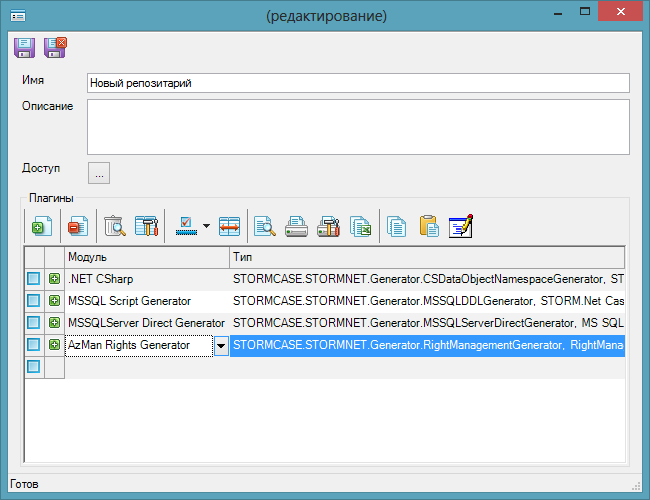 (редактирование)
Имя
Новый репозитарий
Описание
Доступ
...
Плагины
Модуль Тип
.NET CSharp STORMCASE.STORMNET.Generator.CSDataObjectNamespaceGenerator, ST
MSSQL Script Generator STORMCASE.STORMNET.Generator.MSSQLDDLGenerator, STORM.Net Cas
MSSQLServer Direct Generator STORMCASE.STORMNET.Generator.MSSQLServerDirectGenerator, MS SQL
AzMan Rights Generator STORMCASE.STORMNET.Generator.RightManagementGenerator, RightMana
Готов